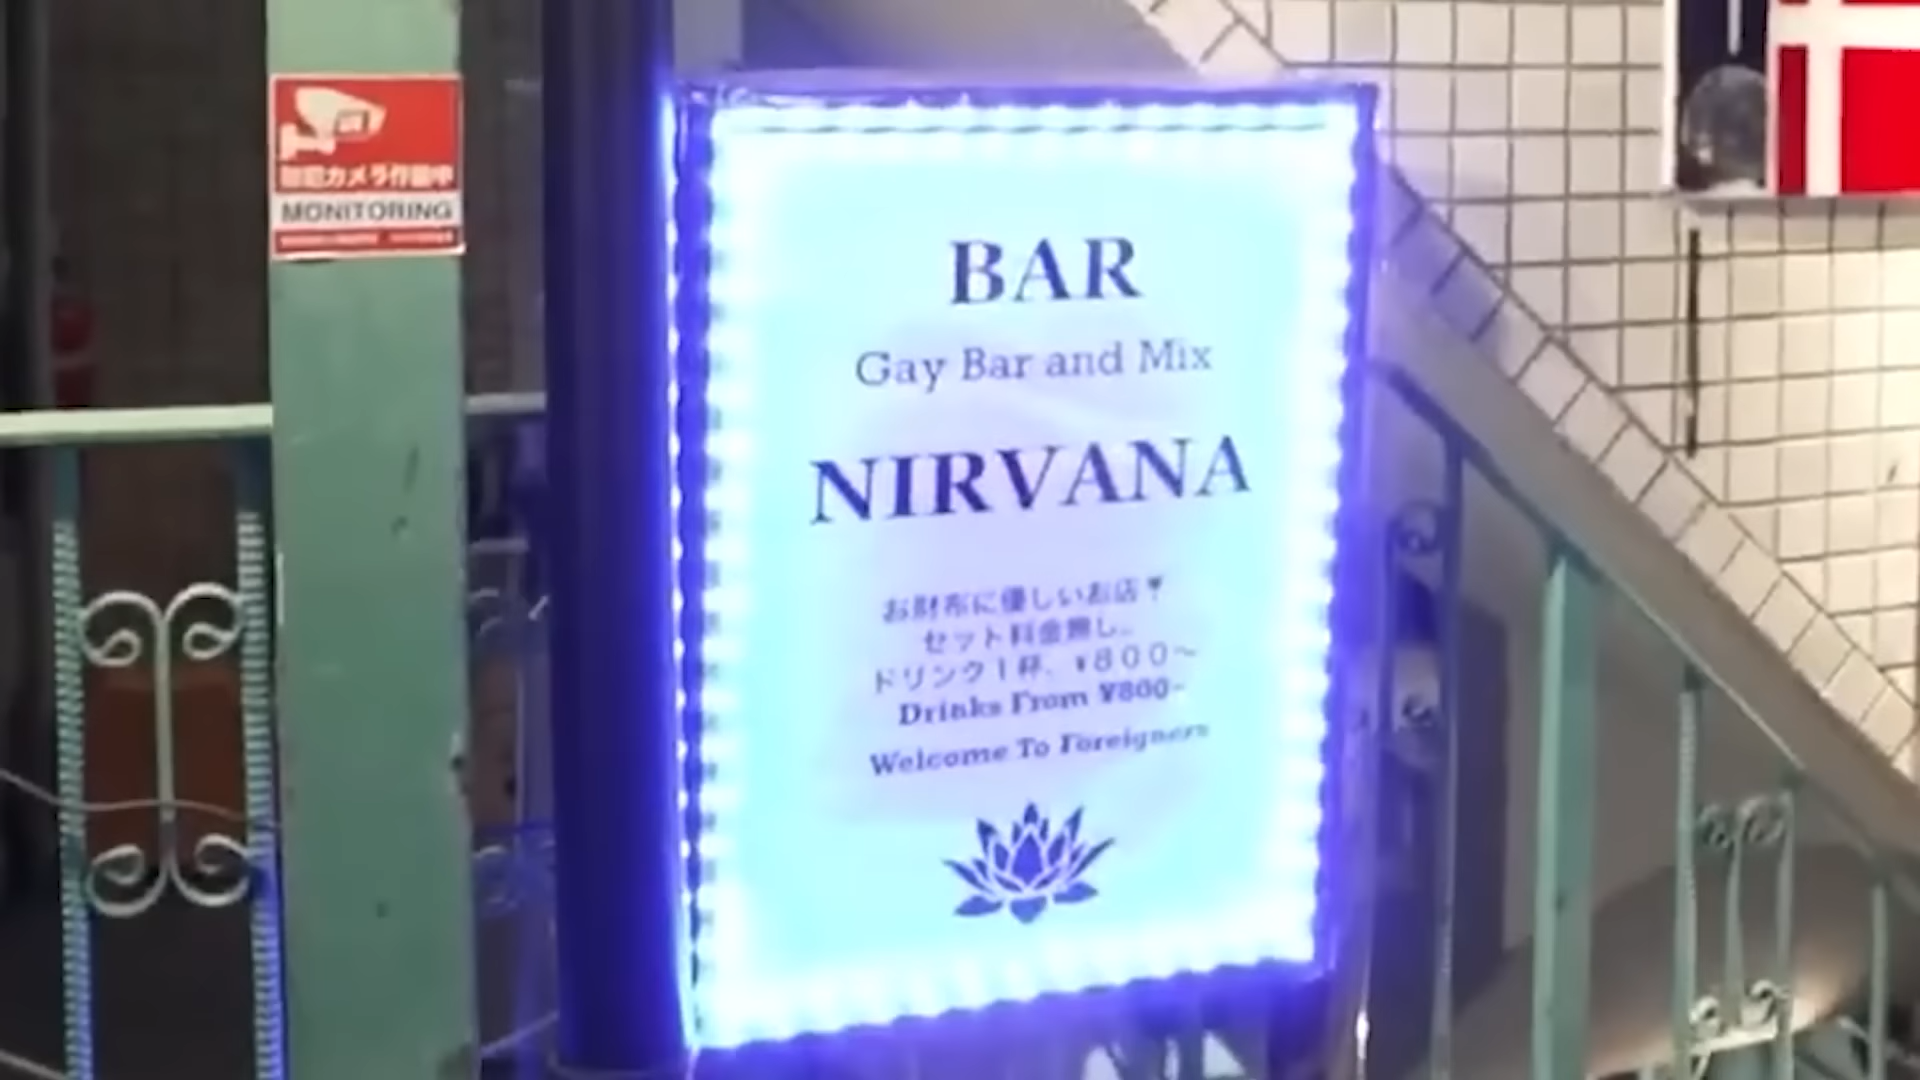 防犯カメラ作動中
MONITORING
BAR
Gay Bar and Mix
NIRVANA
お財布に優しいお店♥
セット料金無し。
ドリンク1杯、¥800〜
Drinks From ¥800-
Welcome To Foreigners